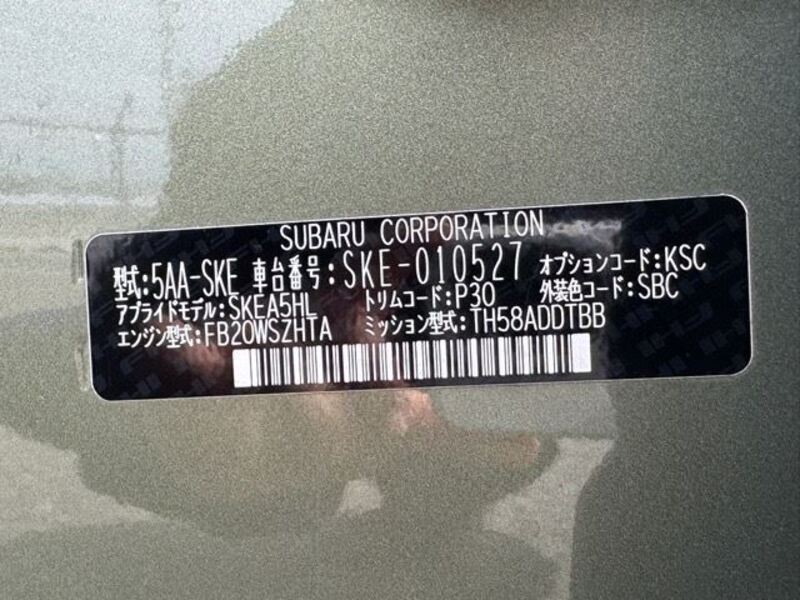 SUBARU CORPORATION
型式:5AA-SKE 車台番号:SKE-010527 オプションコード:KSC
アプライドモデル:SKEA5HL トリムコード:P30 外装色コード:SBC
エンジン型式:FB20WSZHTA ミッション型式:TH58ADDTBB